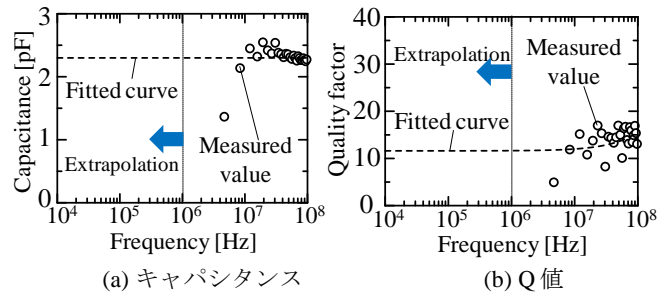 3
2
1
0
Capacitance [pF]
Fitted curve
Extrapolation
Measured
value
10^4 10^5 10^6 10^7 10^8
Frequency [Hz]
(a) キャパシタンス
40
30
20
10
0
Quality factor
Extrapolation
Measured
value
Fitted curve
10^4 10^5 10^6 10^7 10^8
Frequency [Hz]
(b) Q 値